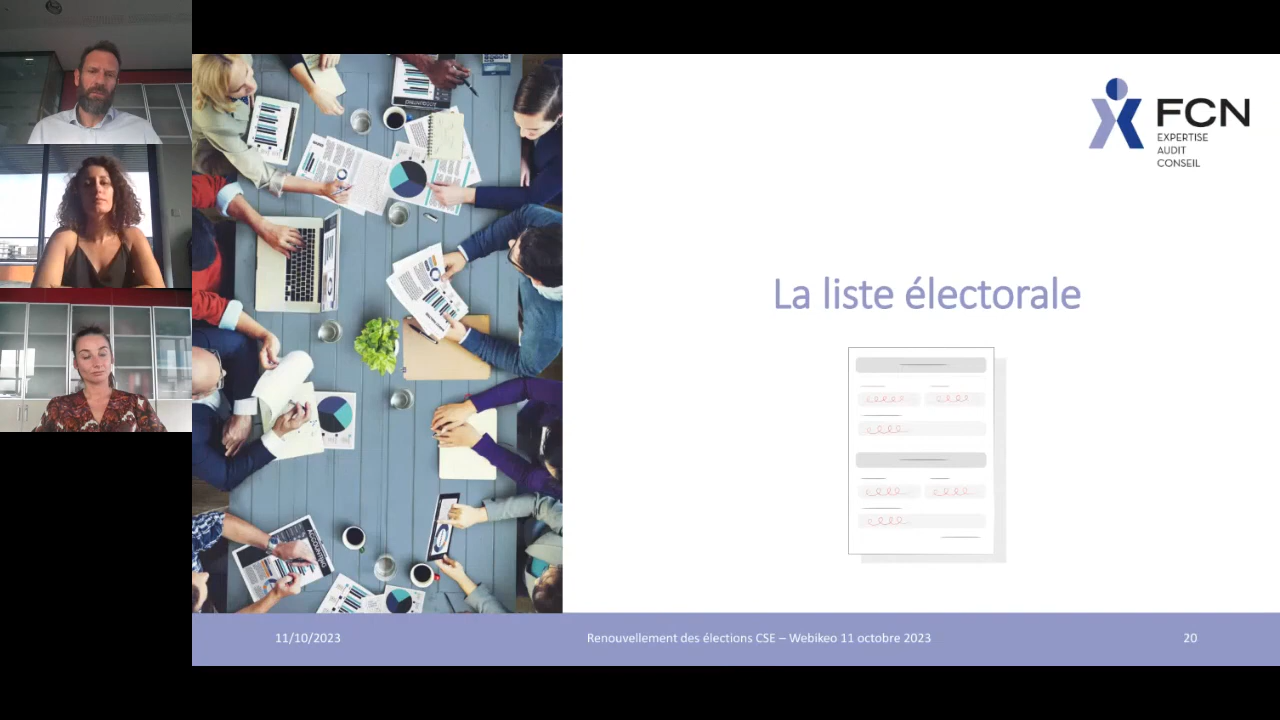 FCN
EXPERTISE
AUDIT
CONSEIL
La liste électorale
ACCOUNTING
11/10/2023
Renouvellement des élections CSE – Webikeo 11 octobre 2023
20